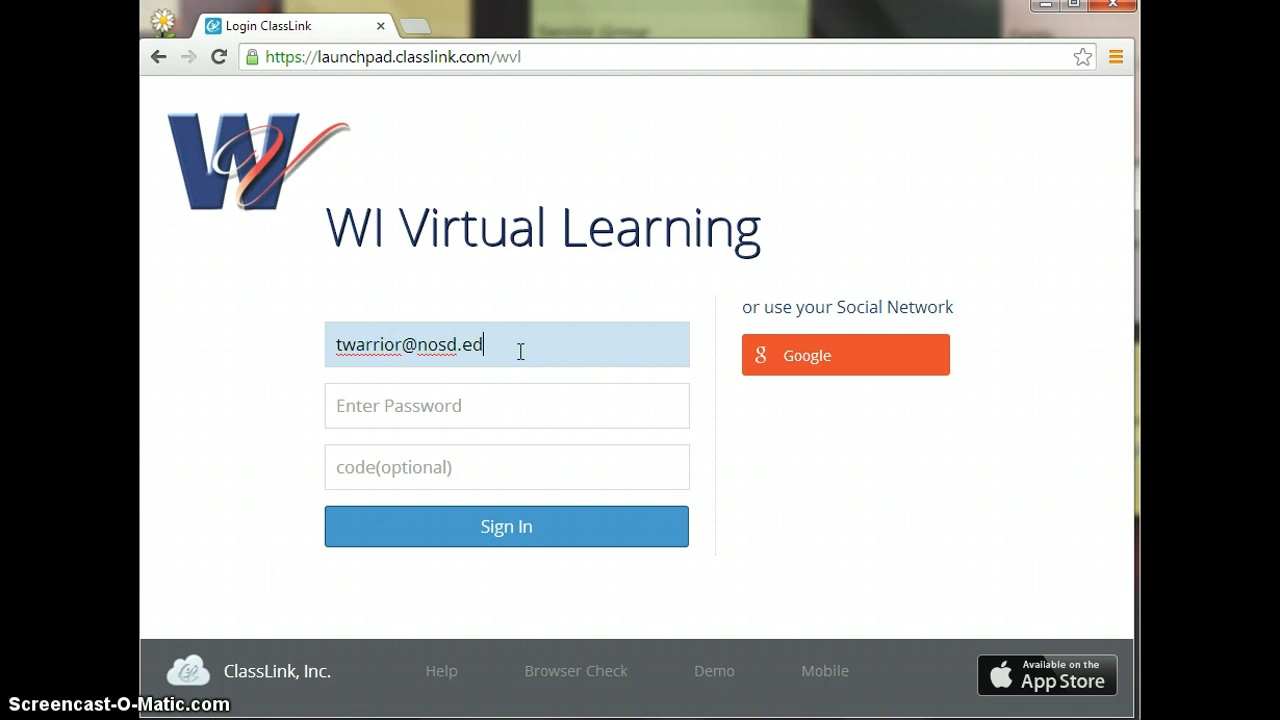 Login ClassLink
https://launchpad.classlink.com/wvl
WI Virtual Learning
or use your Social Network
twarrior@nosd.ed
Google
Enter Password
code(optional)
Sign In
ClassLink, Inc.
Help
Browser Check
Demo
Mobile
Available on the
App Store
Screencast-O-Matic.com